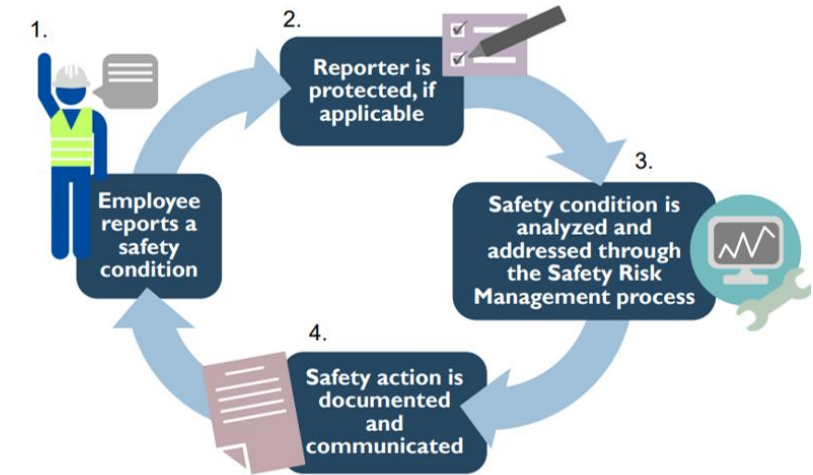 1.
Employee
reports a
safety
condition
2.
Reporter is
protected, if
applicable
3.
Safety condition is
analyzed and
addressed through
the Safety Risk
Management process
4.
Safety action is
documented
and
communicated